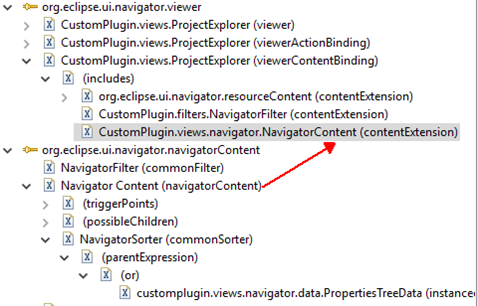 org.eclipse.ui.navigator.viewer
CustomPlugin.views.ProjectExplorer (viewer)
CustomPlugin.views.ProjectExplorer (viewerActionBinding)
CustomPlugin.views.ProjectExplorer (viewerContentBinding)
(includes)
org.eclipse.ui.navigator.resourceContent (contentExtension)
CustomPlugin.filters.NavigatorFilter (contentExtension)
CustomPlugin.views.navigator.NavigatorContent (contentExtension)
org.eclipse.ui.navigator.navigatorContent
NavigatorFilter (commonFilter)
Navigator Content (navigatorContent)
(triggerPoints)
(possibleChildren)
NavigatorSorter (commonSorter)
(parentExpression)
(or)
customplugin.views.navigator.data.PropertiesTreeData (instanceo